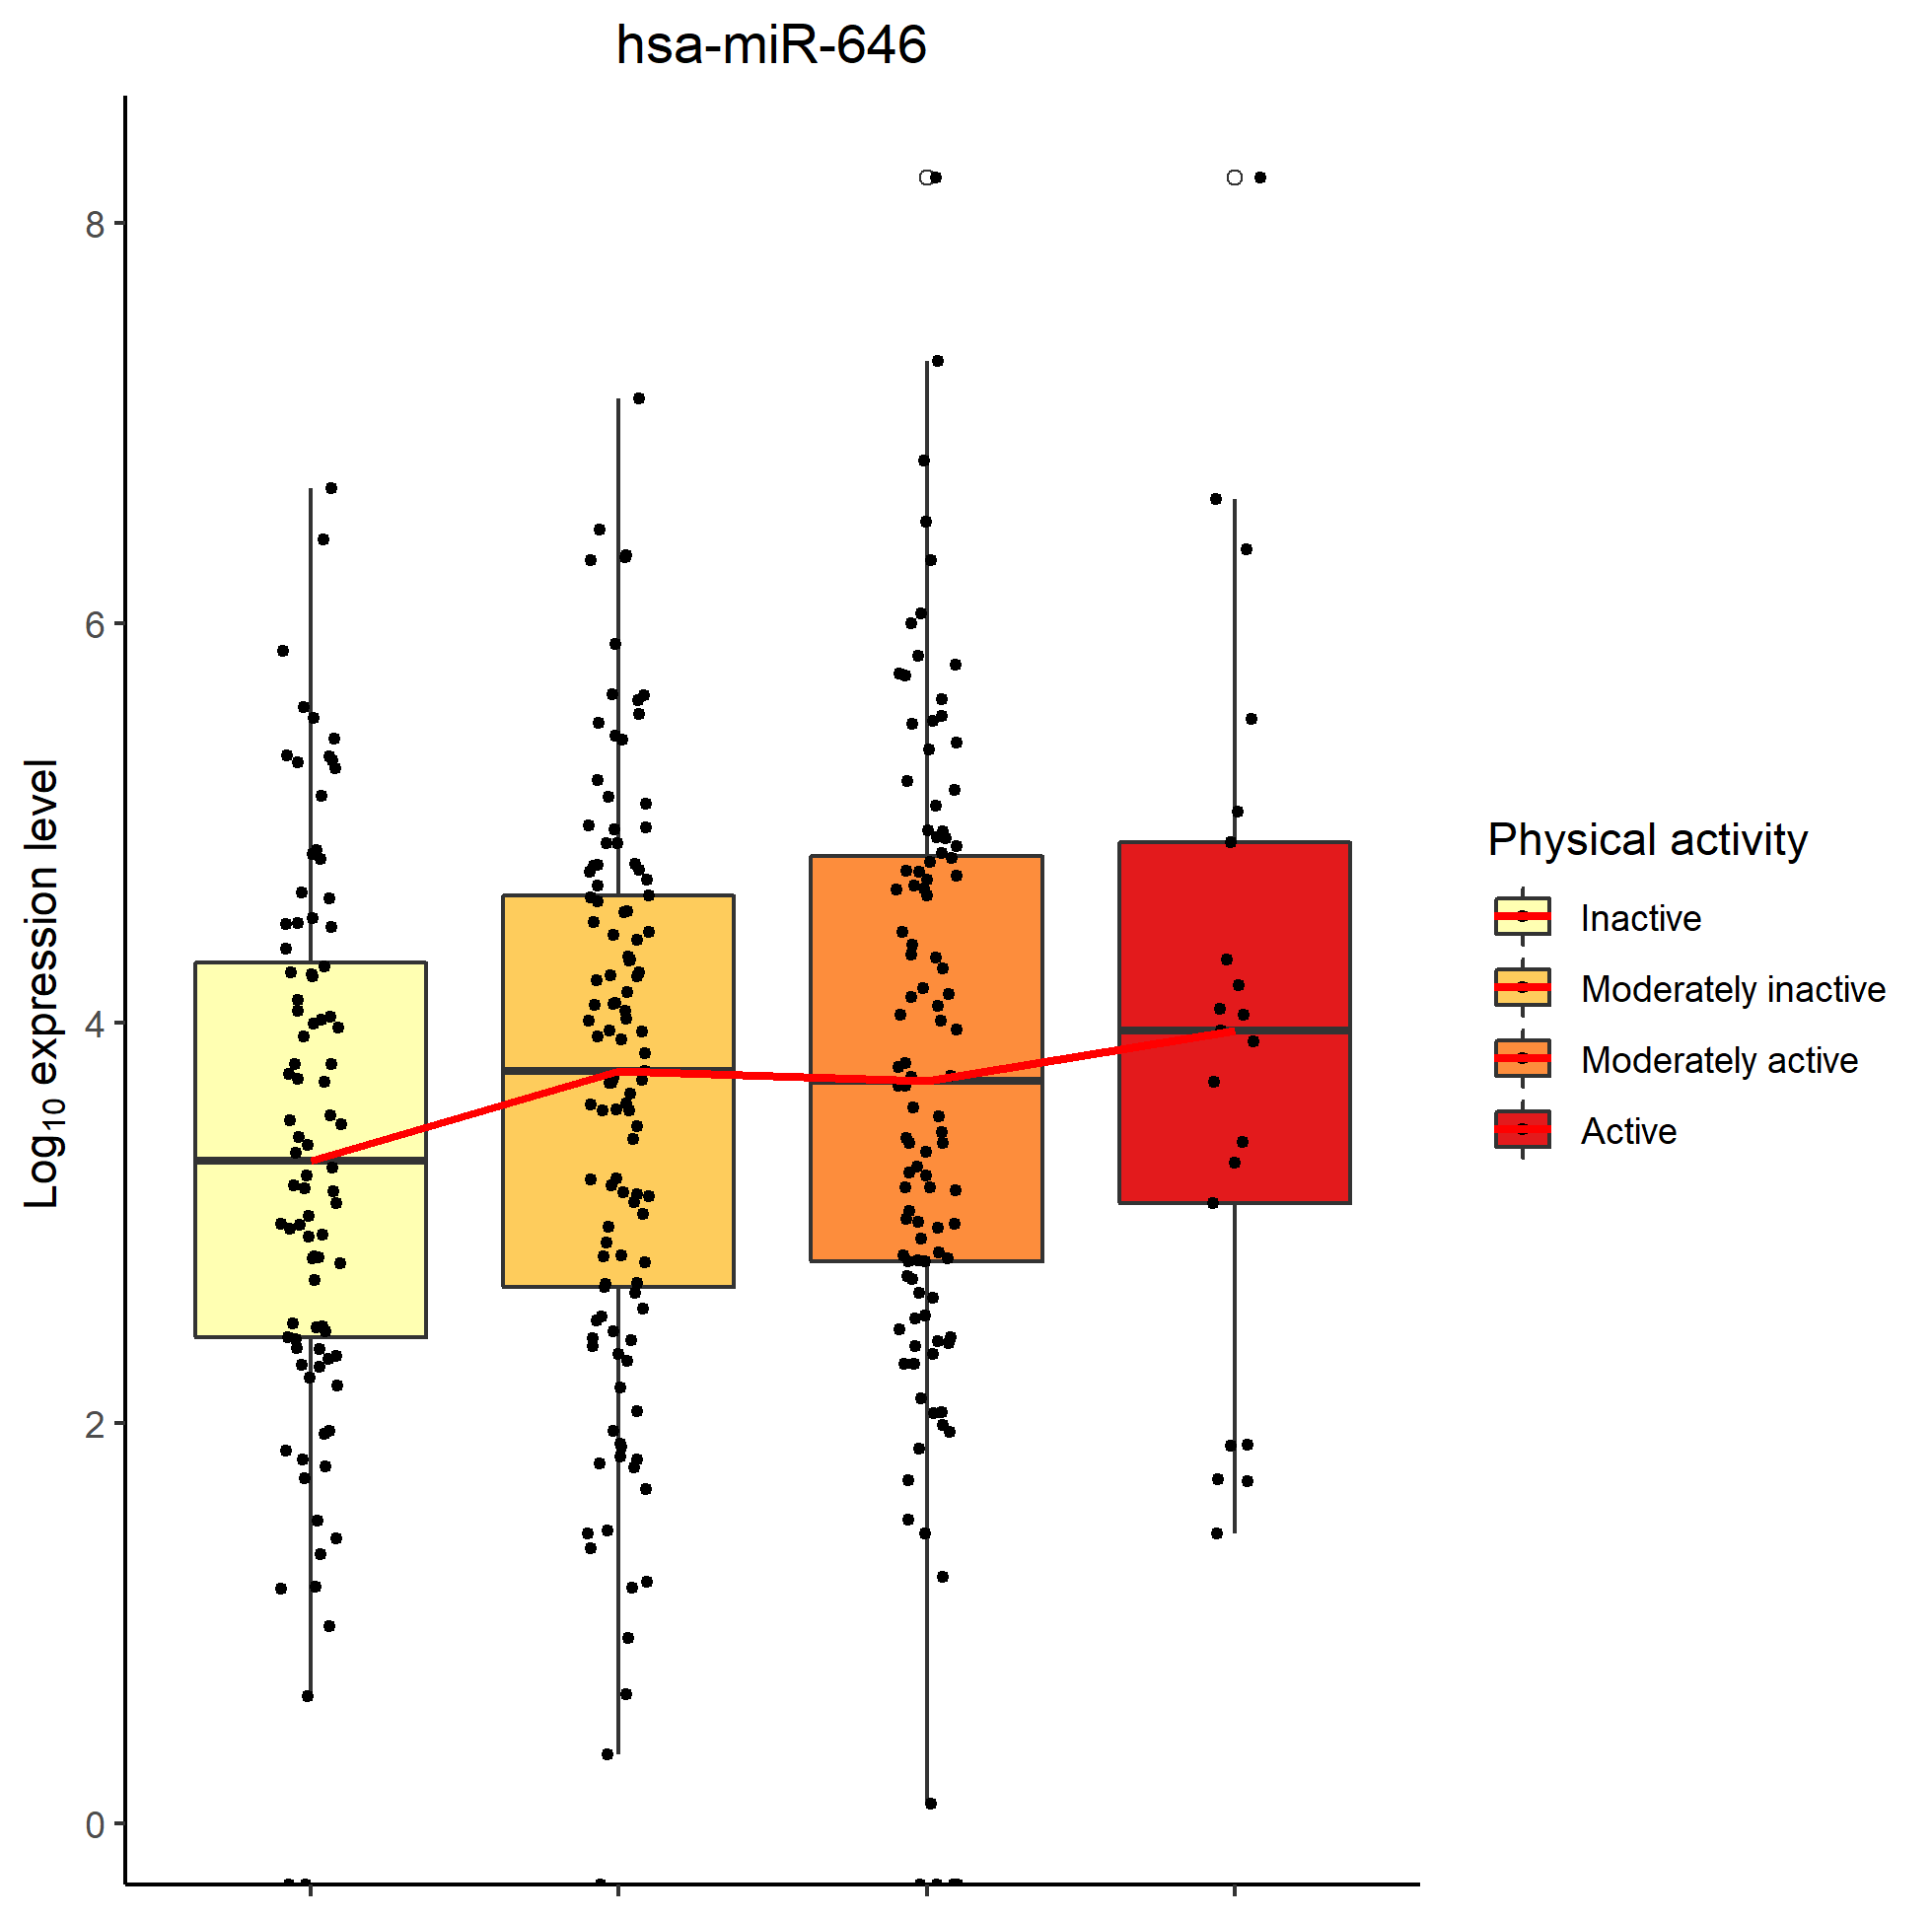 hsa-miR-646
Log₁₀ expression level
8
6
4
2
0
Physical activity
Inactive
Moderately inactive
Moderately active
Active